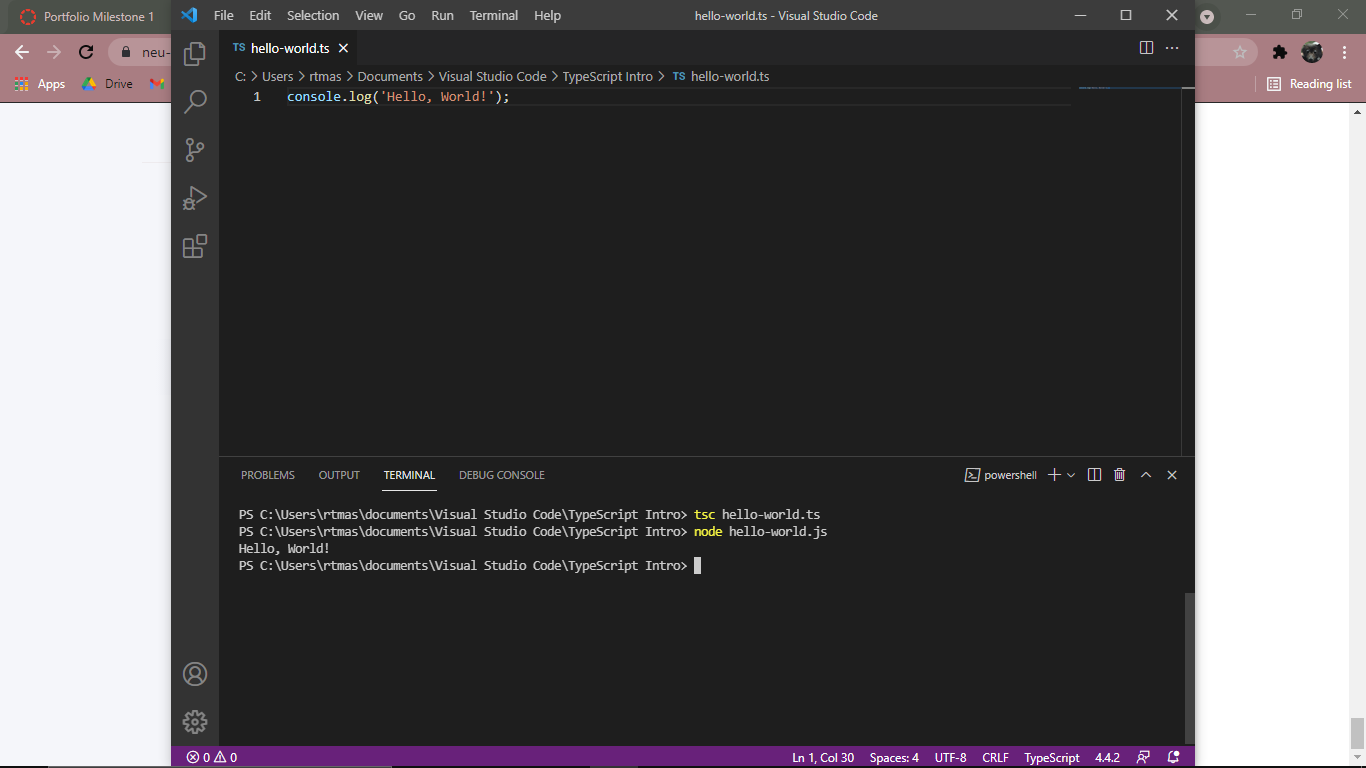 Portfolio Milestone 1
File Edit Selection View Go Run Terminal Help
hello-world.ts - Visual Studio Code
neu-
Apps Drive
Reading list
TS hello-world.ts
C: > Users > rtmas > Documents > Visual Studio Code > TypeScript Intro > TS hello-world.ts
1 console.log('Hello, World!');
PROBLEMS OUTPUT TERMINAL DEBUG CONSOLE
powershell
PS C:\Users\rtmas\documents\Visual Studio Code\TypeScript Intro> tsc hello-world.ts
PS C:\Users\rtmas\documents\Visual Studio Code\TypeScript Intro> node hello-world.js
Hello, World!
PS C:\Users\rtmas\documents\Visual Studio Code\TypeScript Intro>
0 0
Ln 1, Col 30 Spaces: 4 UTF-8 CRLF TypeScript 4.4.2